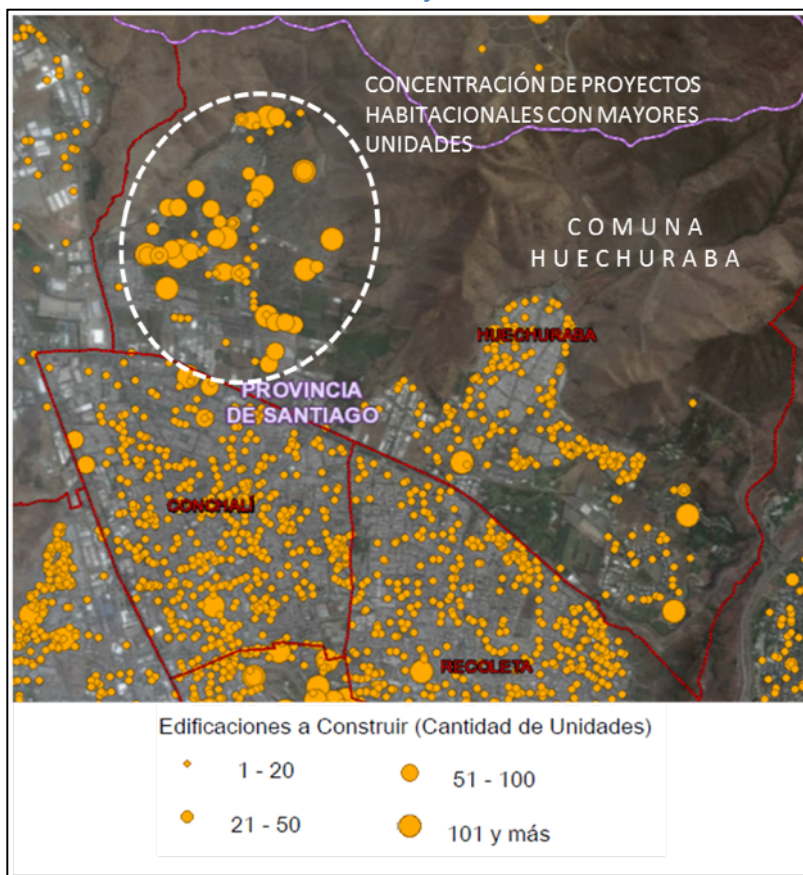 CONCENTRACIÓN DE PROYECTOS
HABITACIONALES CON MAYORES
UNIDADES
COMUNA
HUECHURABA
HUECHURABA
PROVINCIA
DE SANTIAGO
CONCHALÍ
RECOLETA
Edificaciones a Construir (Cantidad de Unidades)
1 - 20
51 - 100
21 - 50
101 y más